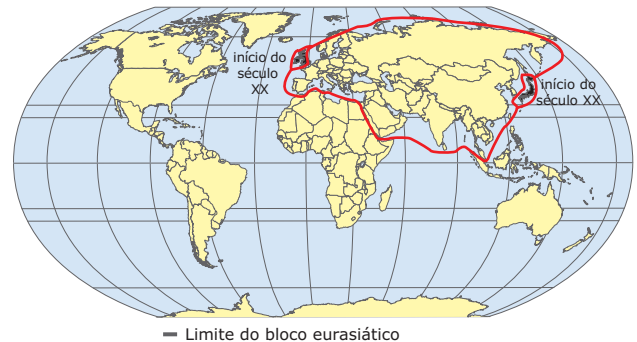 início do
século
XX
início do
século XX
Limite do bloco eurasiático